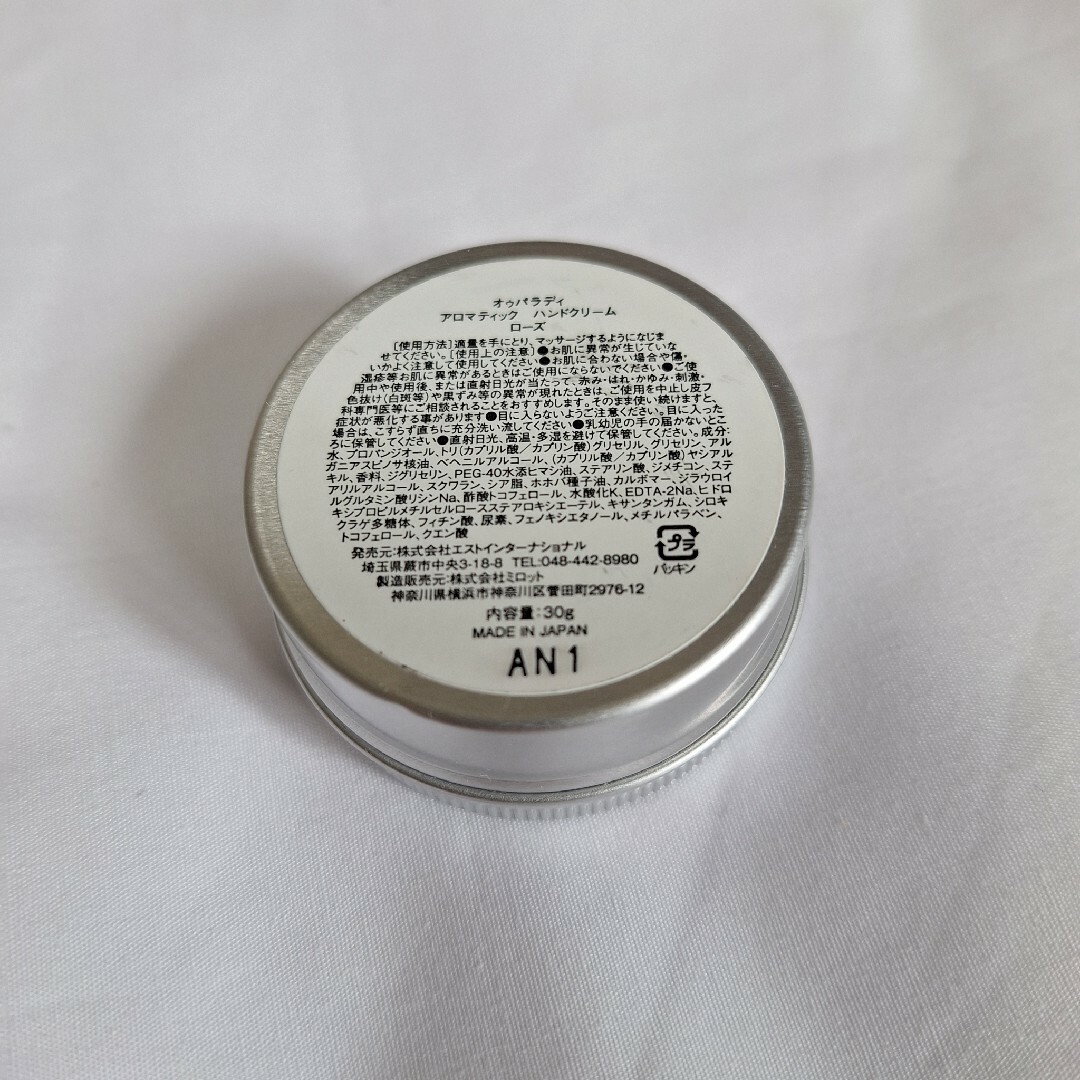 オゥパラディ
アロマティック ハンドクリーム
ローズ
[使用方法]適量を手にとり、マッサージするようになじま
せてください。[使用上の注意]●お肌に異常が生じていな
いかよく注意して使用してください●お肌に合わない場合や傷・
湿疹等お肌に異常があるときはご使用にならないでください●ご使
用中や使用後、または直射日光が当たって、赤み・はれ・かゆみ・刺激・
色抜け(白斑等)や黒ずみ等の異常が現れたときは、ご使用を中止し皮フ
科専門医等にご相談されることをおすすめします。そのまま使い続けますと、
症状が悪化する事があります●目に入らないようご注意ください。目に入った
場合は、こすらず直ちに充分洗い流してください●乳幼児の手の届かないとこ
ろに保管してください●直射日光、高温・多湿を避けて保管してください。成分:
水、プロパンジオール、トリ(カプリル酸/カプリン酸)グリセリル、グリセリン、アル
ガニアスピノサ核油、ベヘニルアルコール、(カプリル酸/カプリン酸)ヤシアル
キル、香料、ジグリセリン、PEG-40水添ヒマシ油、ステアリン酸、ジメチコン、ステ
アリルアルコール、スクワラン、シア脂、ホホバ種子油、カルボマー、ジラウロイ
ルグルタミン酸リシンNa、酢酸トコフェロール、水酸化K、EDTA-2Na、ヒドロ
キシプロピルメチルセルロースステアロキシエーテル、キサンタンガム、シロキ
クラゲ多糖体、フィチン酸、尿素、フェノキシエタノール、メチルパラベン、
トコフェロール、クエン酸
発売元:株式会社エストインターナショナル
埼玉県蕨市中央3-18-8 TEL:048-442-8980
製造販売元:株式会社ミロット
神奈川県横浜市神奈川区菅田町2976-12
プラ
パッキン
内容量:30g
MADE IN JAPAN
AN1